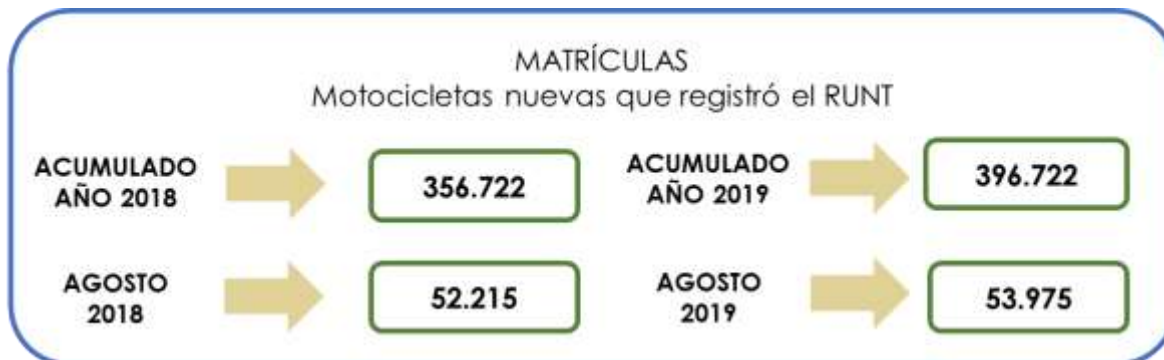 MATRÍCULAS
Motocicletas nuevas que registró el RUNT
ACUMULADO
AÑO 2018
356.722
ACUMULADO
AÑO 2019
396.722
AGOSTO
2018
52.215
AGOSTO
2019
53.975